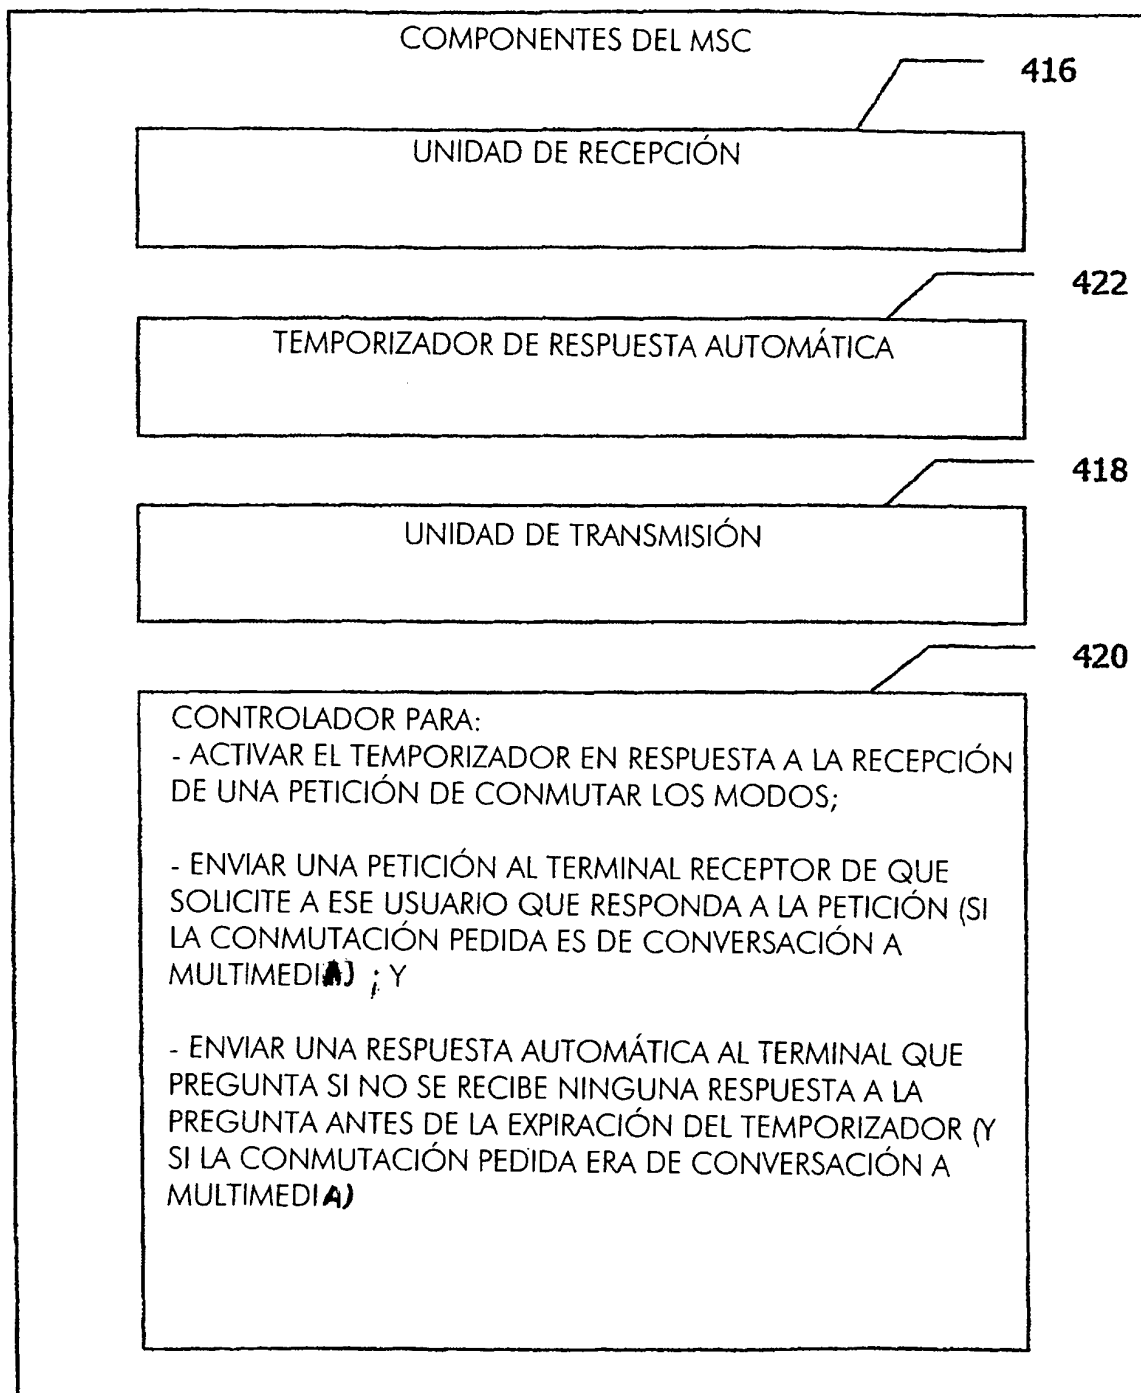 COMPONENTES DEL MSC
416
UNIDAD DE RECEPCIÓN
422
TEMPORIZADOR DE RESPUESTA AUTOMÁTICA
418
UNIDAD DE TRANSMISIÓN
420
CONTROLADOR PARA:
- ACTIVAR EL TEMPORIZADOR EN RESPUESTA A LA RECEPCIÓN
DE UNA PETICIÓN DE CONMUTAR LOS MODOS;
- ENVIAR UNA PETICIÓN AL TERMINAL RECEPTOR DE QUE
SOLICITE A ESE USUARIO QUE RESPONDA A LA PETICIÓN (SI
LA CONMUTACIÓN PEDIDA ES DE CONVERSACIÓN A
MULTIMEDIA) ; Y
- ENVIAR UNA RESPUESTA AUTOMÁTICA AL TERMINAL QUE
PREGUNTA SI NO SE RECIBE NINGUNA RESPUESTA A LA
PREGUNTA ANTES DE LA EXPIRACIÓN DEL TEMPORIZADOR (Y
SI LA CONMUTACIÓN PEDIDA ERA DE CONVERSACIÓN A
MULTIMEDIA)